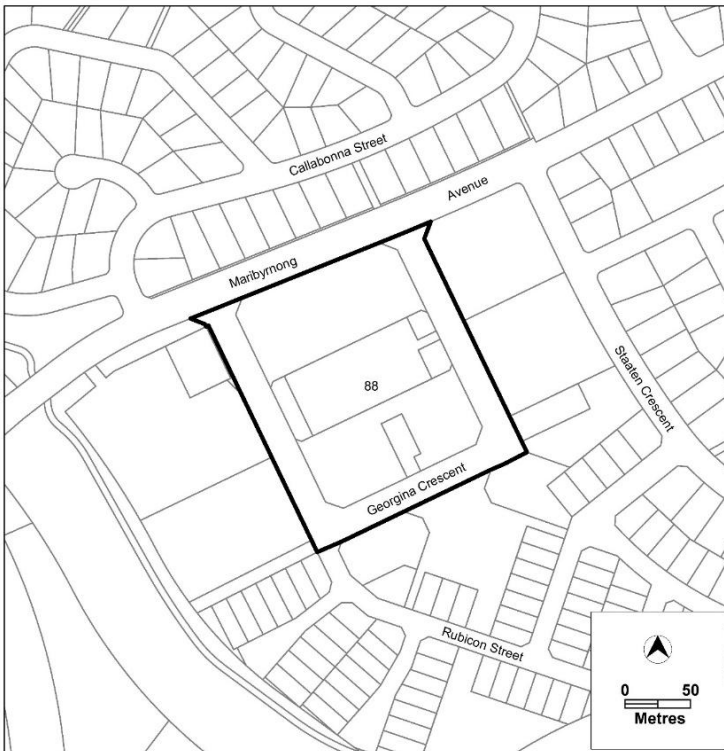 Callabonna Street
Avenue
Maribyrnong
88
Staaten Crescent
Georgina Crescent
Rubicon Street
0 50
Metres